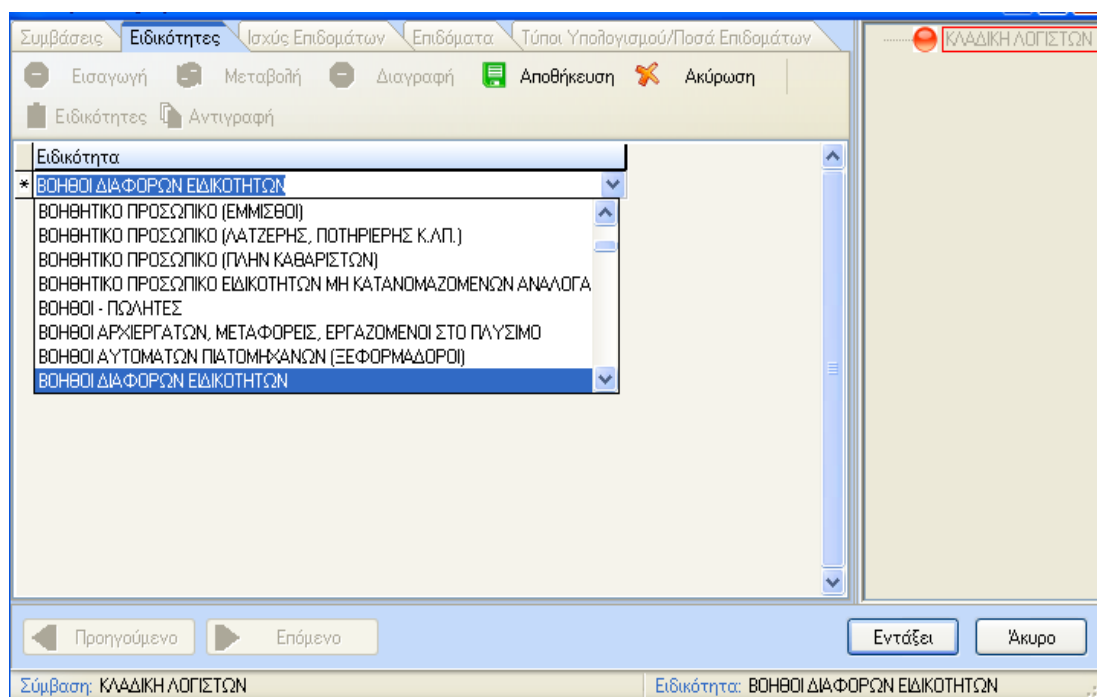 Συμβάσεις Ειδικότητες Ισχύς Επιδομάτων Επιδόματα Τύποι Υπολογισμού/Ποσά Επιδομάτων
ΚΛΑΔΙΚΗ ΛΟΓΙΣΤΩΝ
Εισαγωγή Μεταβολή Διαγραφή Αποθήκευση Ακύρωση
Ειδικότητες Αντιγραφή
Ειδικότητα
* ΒΟΗΘΟΙ ΔΙΑΦΟΡΩΝ ΕΙΔΙΚΟΤΗΤΩΝ
ΒΟΗΘΗΤΙΚΟ ΠΡΟΣΩΠΙΚΟ (ΕΜΜΙΣΘΟΙ)
ΒΟΗΘΗΤΙΚΟ ΠΡΟΣΩΠΙΚΟ (ΛΑΤΖΕΡΗΣ, ΠΟΤΗΡΙΕΡΗΣ Κ.ΛΠ.)
ΒΟΗΘΗΤΙΚΟ ΠΡΟΣΩΠΙΚΟ (ΠΛΗΝ ΚΑΘΑΡΙΣΤΩΝ)
ΒΟΗΘΗΤΙΚΟ ΠΡΟΣΩΠΙΚΟ ΕΙΔΙΚΟΤΗΤΩΝ ΜΗ ΚΑΤΑΝΟΜΑΖΟΜΕΝΩΝ ΑΝΑΛΟΓΑ
ΒΟΗΘΟΙ - ΠΩΛΗΤΕΣ
ΒΟΗΘΟΙ ΑΡΧΙΕΡΓΑΤΩΝ, ΜΕΤΑΦΟΡΕΙΣ, ΕΡΓΑΖΟΜΕΝΟΙ ΣΤΟ ΠΛΥΣΙΜΟ
ΒΟΗΘΟΙ ΑΥΤΟΜΑΤΩΝ ΠΙΑΤΟΜΗΧΑΝΩΝ (ΞΕΦΟΡΜΑΔΟΡΟΙ)
ΒΟΗΘΟΙ ΔΙΑΦΟΡΩΝ ΕΙΔΙΚΟΤΗΤΩΝ
Προηγούμενο Επόμενο Εντάξει Άκυρο
Σύμβαση: ΚΛΑΔΙΚΗ ΛΟΓΙΣΤΩΝ Ειδικότητα: ΒΟΗΘΟΙ ΔΙΑΦΟΡΩΝ ΕΙΔΙΚΟΤΗΤΩΝ